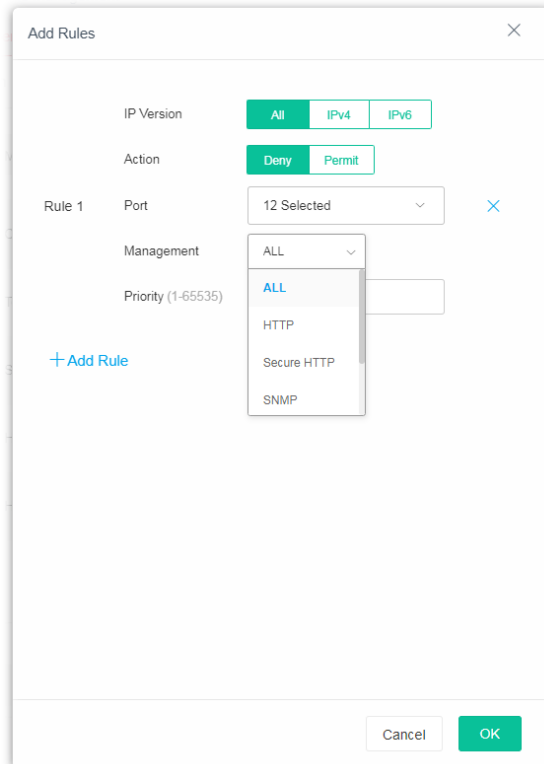 Add Rules
IP Version
All IPv4 IPv6
Action
Deny Permit
Rule 1 Port 12 Selected
Management ALL
ALL
Priority (1-65535)
HTTP
Secure HTTP
SNMP
+ Add Rule
Cancel OK